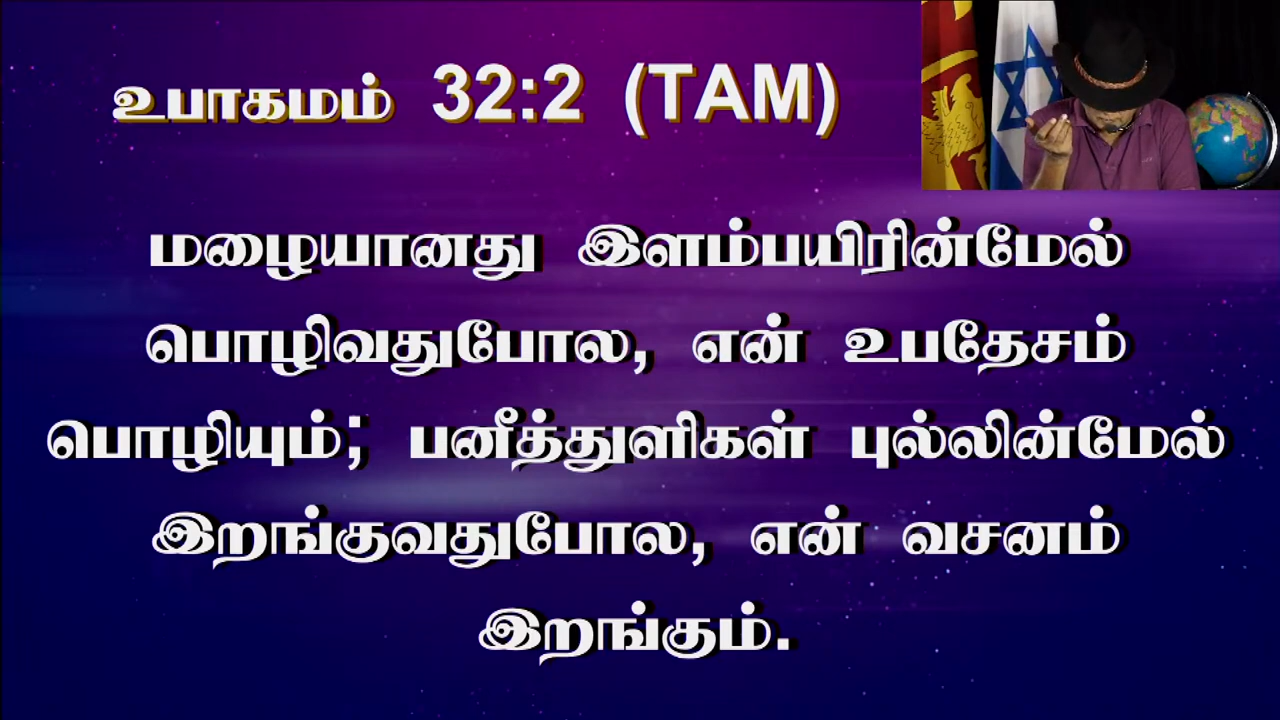 உபாகமம் 32:2 (TAM)
மழையானது இளம்பயிரின்மேல்
பொழிவதுபோல, என் உபதேசம்
பொழியும்; பனீத்துளிகள் புல்லின்மேல்
இறங்குவதுபோல, என் வசனம்
இறங்கும்.